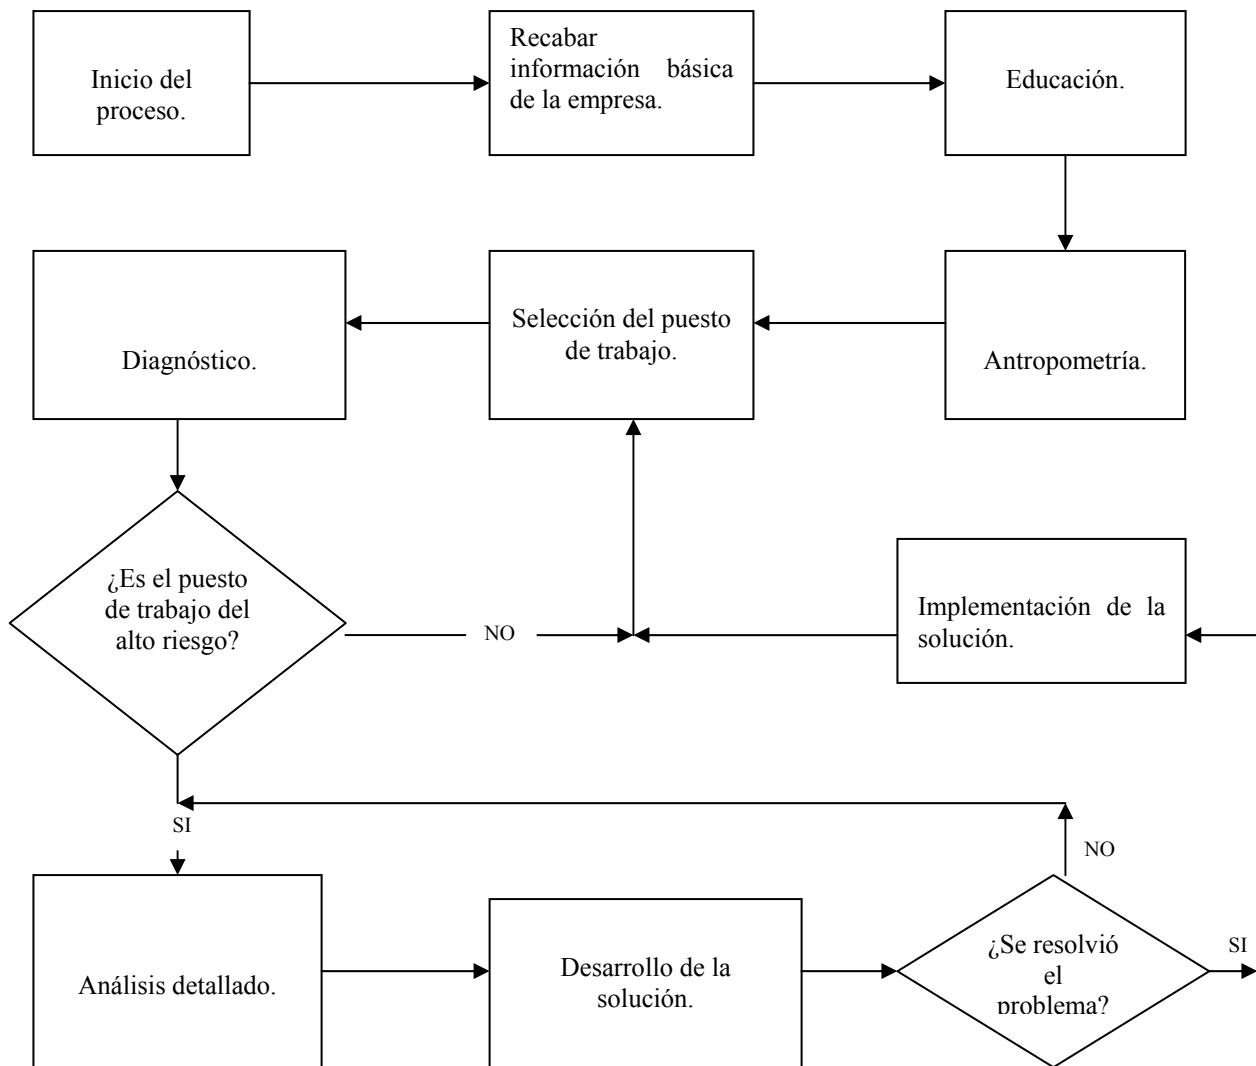 Inicio del
proceso.
Recabar
información básica
de la empresa.
Educación.
Diagnóstico.
Selección del puesto
de trabajo.
Antropometría.
¿Es el puesto
de trabajo del
alto riesgo?
NO
Implementación de la
solución.
SI
NO
Análisis detallado.
Desarrollo de la
solución.
¿Se resolvió
el
problema?
SI